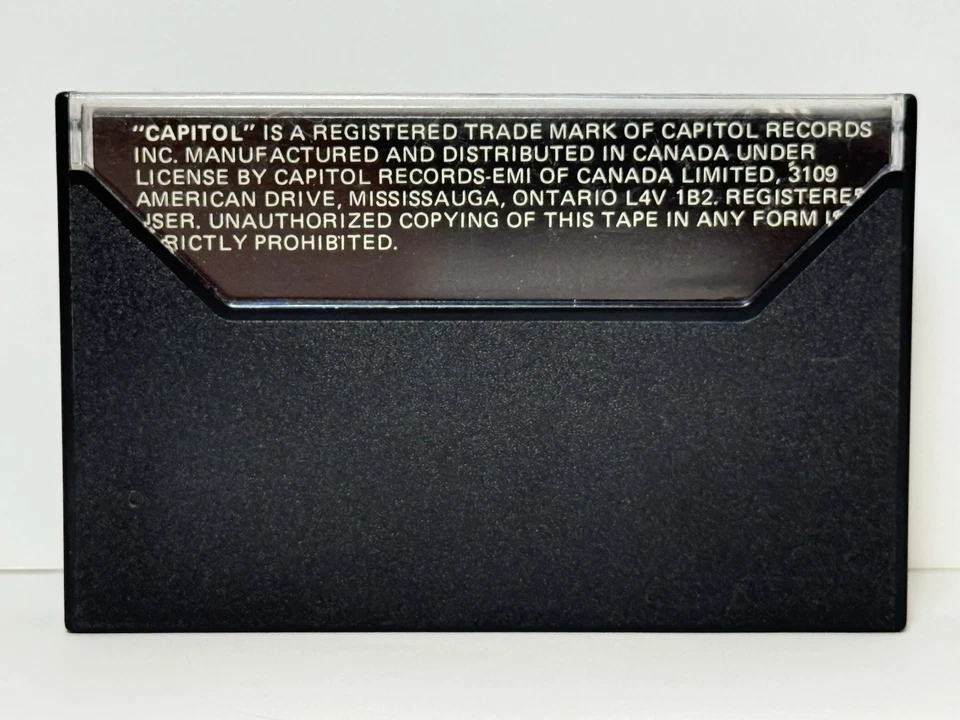 "CAPITOL" IS A REGISTERED TRADE MARK OF CAPITOL RECORDS
INC. MANUFACTURED AND DISTRIBUTED IN CANADA UNDER
LICENSE BY CAPITOL RECORDS-EMI OF CANADA LIMITED, 3109
AMERICAN DRIVE, MISSISSAUGA, ONTARIO L4V 1B2. REGISTERED
USER. UNAUTHORIZED COPYING OF THIS TAPE IN ANY FORM IS
STRICTLY PROHIBITED.